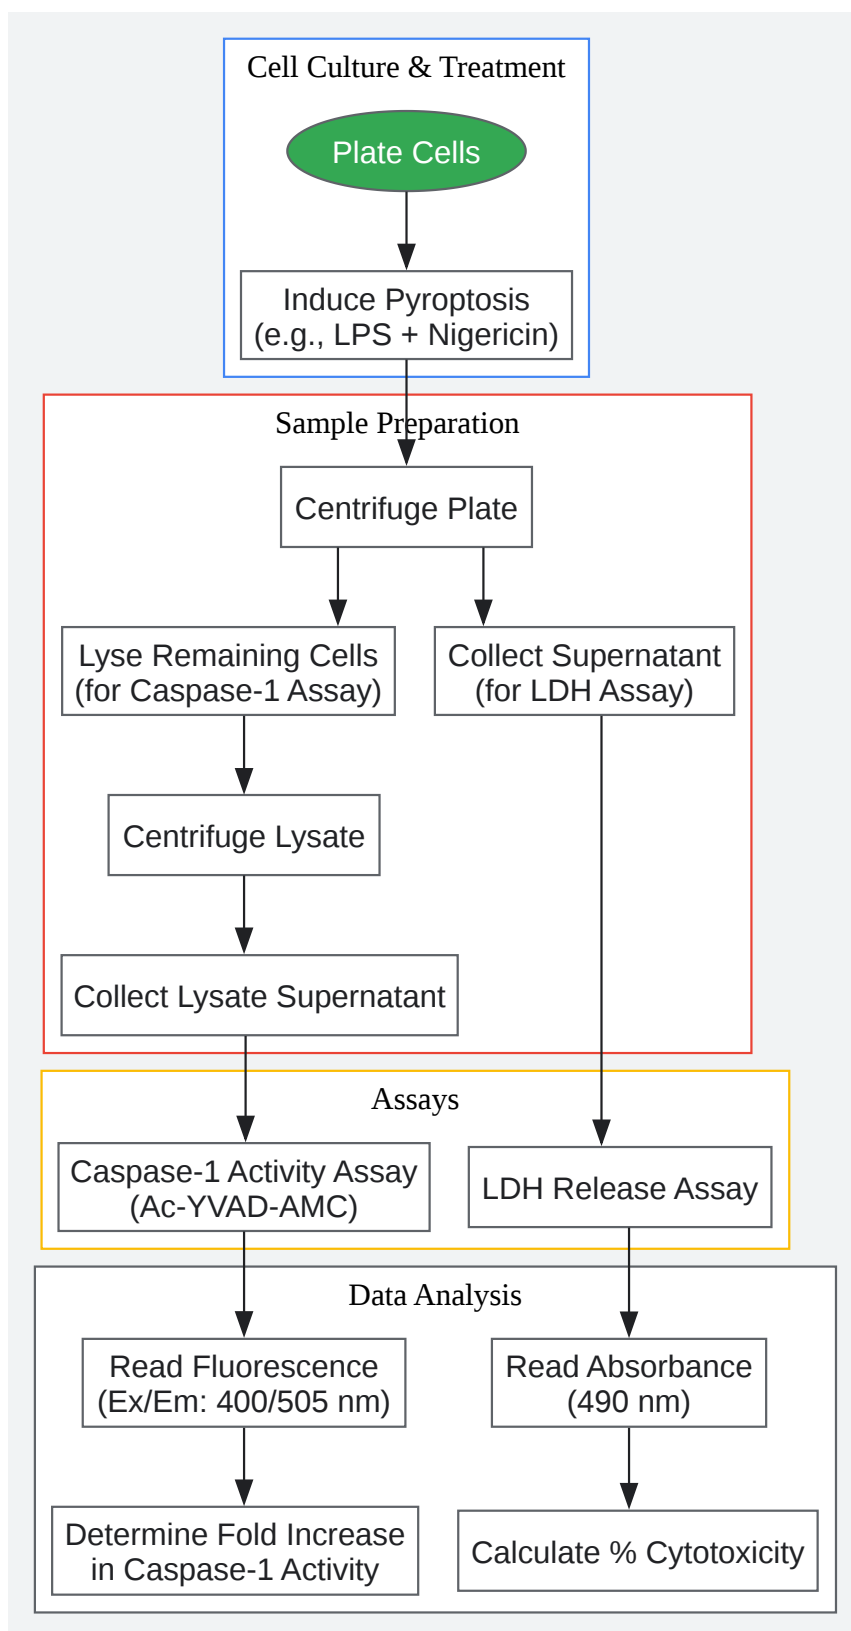 Cell Culture & Treatment
Plate Cells
Induce Pyroptosis
(e.g., LPS + Nigericin)
Sample Preparation
Centrifuge Plate
Lyse Remaining Cells
(for Caspase-1 Assay)
Collect Supernatant
(for LDH Assay)
Centrifuge Lysate
Collect Lysate Supernatant
Assays
Caspase-1 Activity Assay
(Ac-YVAD-AMC)
LDH Release Assay
Data Analysis
Read Fluorescence
(Ex/Em: 400/505 nm)
Read Absorbance
(490 nm)
Determine Fold Increase
in Caspase-1 Activity
Calculate % Cytotoxicity